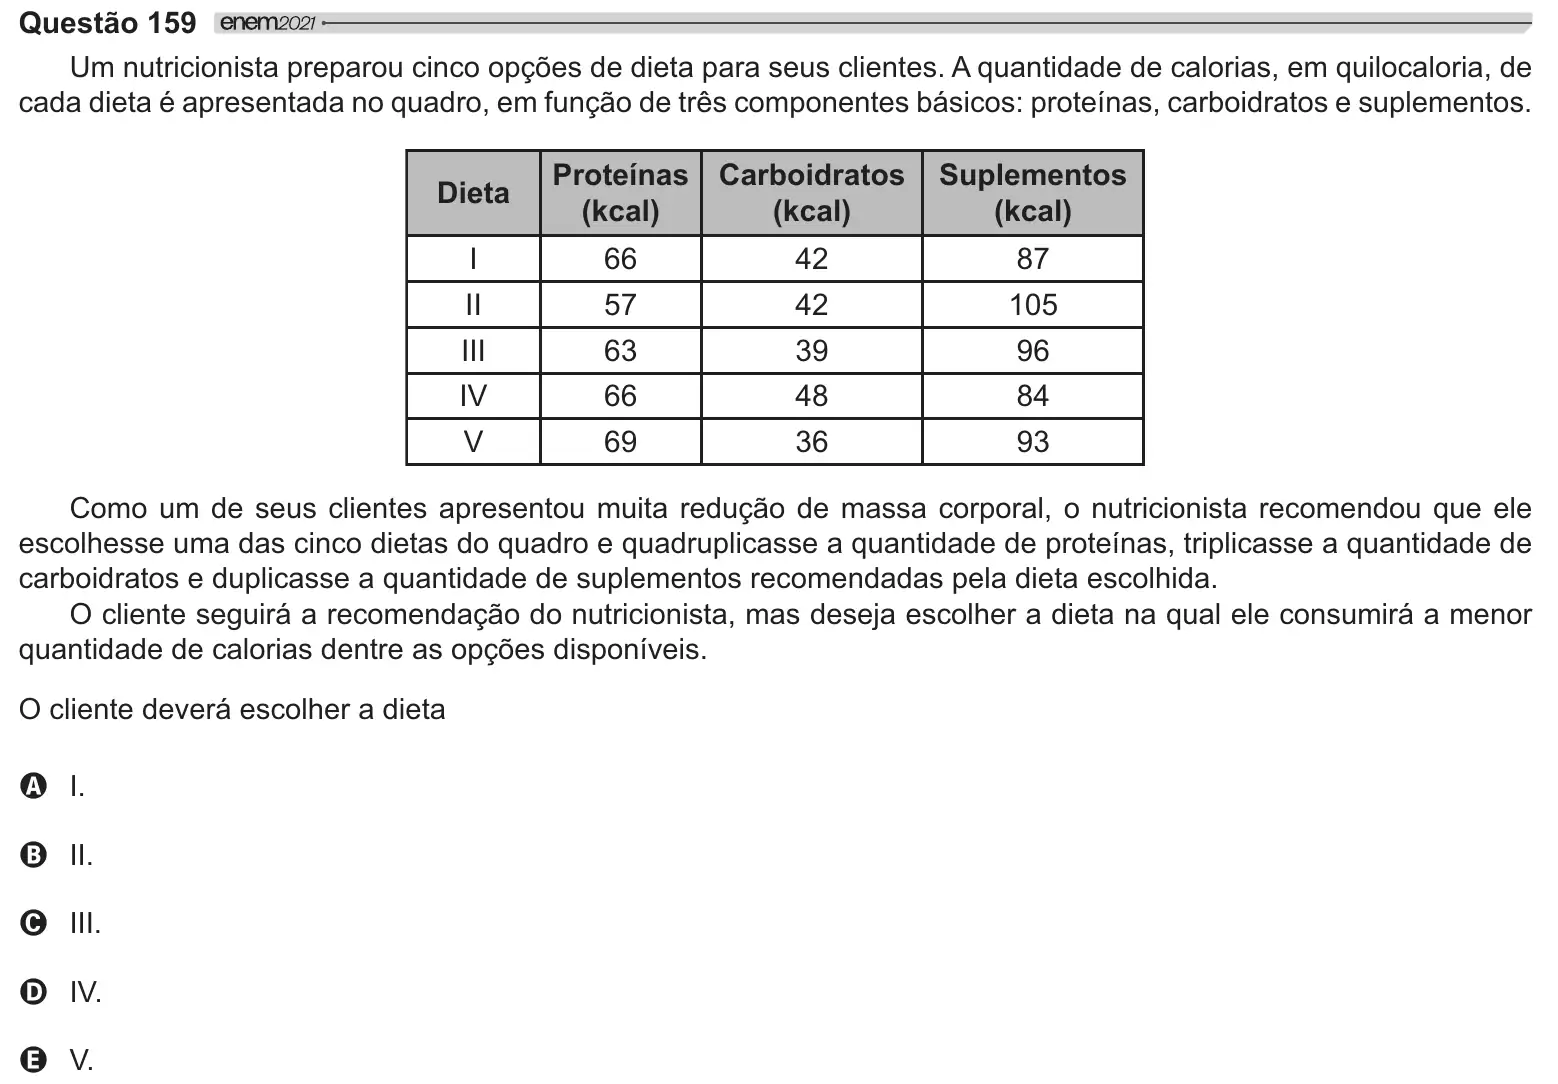 Questão 159 enem2021
Um nutricionista preparou cinco opções de dieta para seus clientes. A quantidade de calorias, em quilocaloria, de
cada dieta é apresentada no quadro, em função de três componentes básicos: proteínas, carboidratos e suplementos.
Dieta Proteínas (kcal) Carboidratos (kcal) Suplementos (kcal)
I 66 42 87
II 57 42 105
III 63 39 96
IV 66 48 84
V 69 36 93
Como um de seus clientes apresentou muita redução de massa corporal, o nutricionista recomendou que ele
escolhesse uma das cinco dietas do quadro e quadruplicasse a quantidade de proteínas, triplicasse a quantidade de
carboidratos e duplicasse a quantidade de suplementos recomendadas pela dieta escolhida.
O cliente seguirá a recomendação do nutricionista, mas deseja escolher a dieta na qual ele consumirá a menor
quantidade de calorias dentre as opções disponíveis.
O cliente deverá escolher a dieta
A I.
B II.
C III.
D IV.
E V.